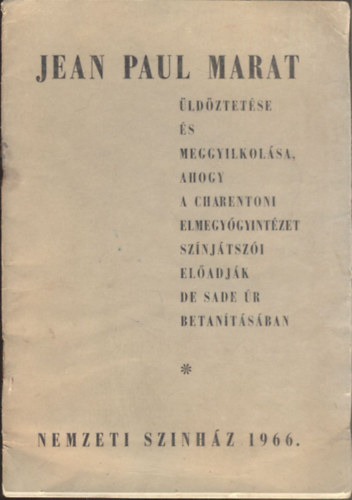 JEAN PAUL MARAT
ÜLDÖZTETÉSE
ÉS
MEGGYILKOLÁSA,
AHOGY
A CHARENTONI
ELMEGYÓGYINTÉZET
SZÍNJÁTSZÓI
ELŐADJÁK
DE SADE ÚR
BETANÍTÁSÁBAN
*
NEMZETI SZINHÁZ 1966.